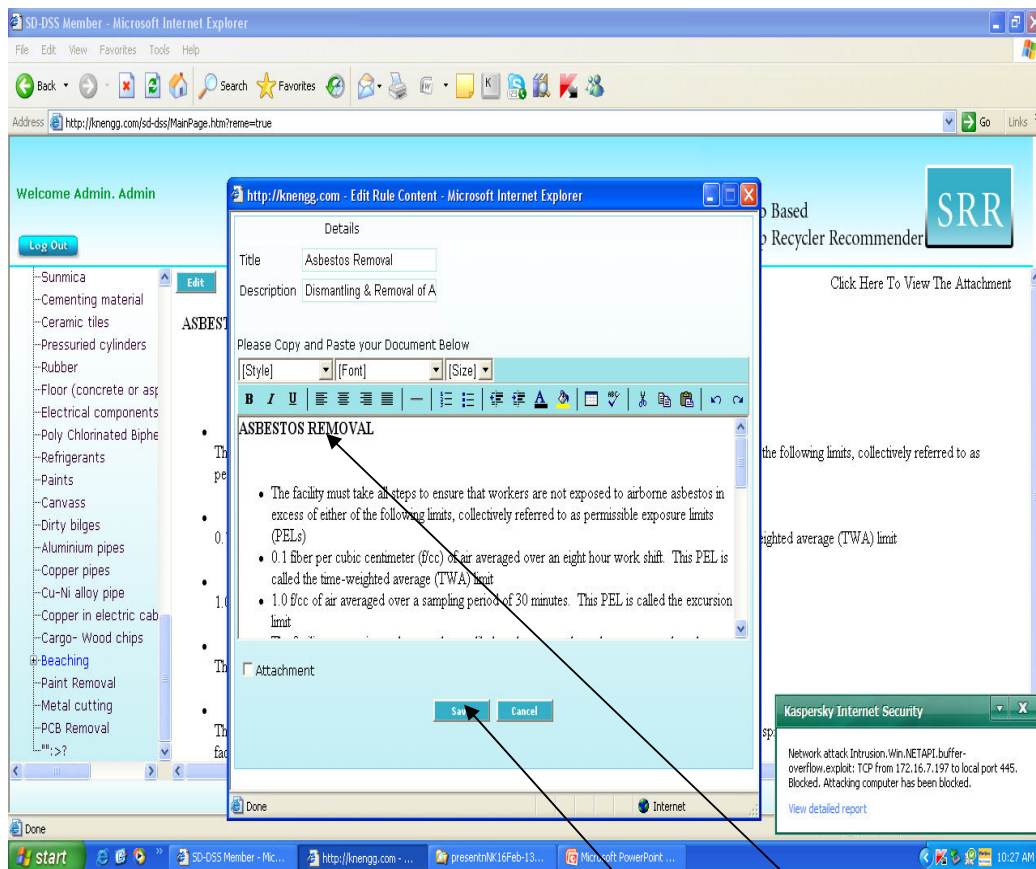 SD-DSS Member - Microsoft Internet Explorer
File Edit View Favorites Tools Help
Back Search Favorites
Address http://knengg.com/sd-dss/MainPage.htm?reme=true Go Links
Welcome Admin. Admin
Log Out
Based
Recycler Recommender
SRR
Sunmica
Cementing material
Ceramic tiles
Pressuried cylinders
Rubber
Floor (concrete or asp
Electrical components
Poly Chlorinated Biphe
Refrigerants
Paints
Canvass
Dirty bilges
Aluminium pipes
Copper pipes
Cu-Ni alloy pipe
Copper in electric cab
Cargo- Wood chips
Beaching
Paint Removal
Metal cutting
PCB Removal
"":>?
Edit
Click Here To View The Attachment
ASBEST
the following limits, collectively referred to as
ighted average (TWA) limit
http://knengg.com - Edit Rule Content - Microsoft Internet Explorer
Details
Title Asbestos Removal
Description Dismantling & Removal of A
Please Copy and Paste your Document Below
[Style] [Font] [Size]
B I U
ASBESTOS REMOVAL
• The facility must take all steps to ensure that workers are not exposed to airborne asbestos in
excess of either of the following limits, collectively referred to as permissible exposure limits
(PELs)
• 0.1 fiber per cubic centimeter (f/cc) of air averaged over an eight hour work shift. This PEL is
called the time-weighted average (TWA) limit
• 1.0 f/cc of air averaged over a sampling period of 30 minutes. This PEL is called the excursion
limit
Attachment
Save Cancel
Done Internet
Kaspersky Internet Security
Network attack Intrusion.Win.NETAPI.buffer-
overflow.exploit: TCP from 172.16.7.197 to local port 445.
Blocked. Attacking computer has been blocked.
View detailed report
Done
start SD-DSS Member - Mic... http://knengg.com - ... presentnNK16Feb-13... Microsoft PowerPoint ... 10:27 AM